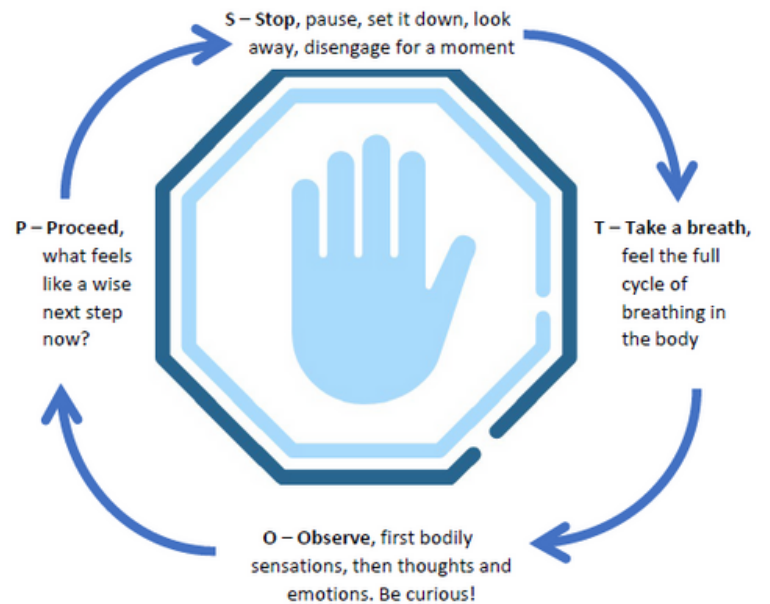 S – Stop, pause, set it down, look
away, disengage for a moment
T – Take a breath,
feel the full
cycle of
breathing in
the body
O – Observe, first bodily
sensations, then thoughts and
emotions. Be curious!
P – Proceed,
what feels
like a wise
next step
now?